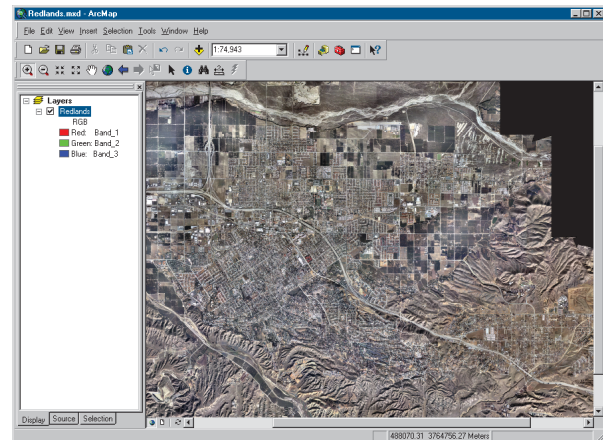 Redlands.mxd - ArcMap
File Edit View Insert Selection Tools Window Help
1:74,943
Layers
Redlands
RGB
Red: Band_1
Green: Band_2
Blue: Band_3
Display Source Selection
488070.31 3764756.27 Meters